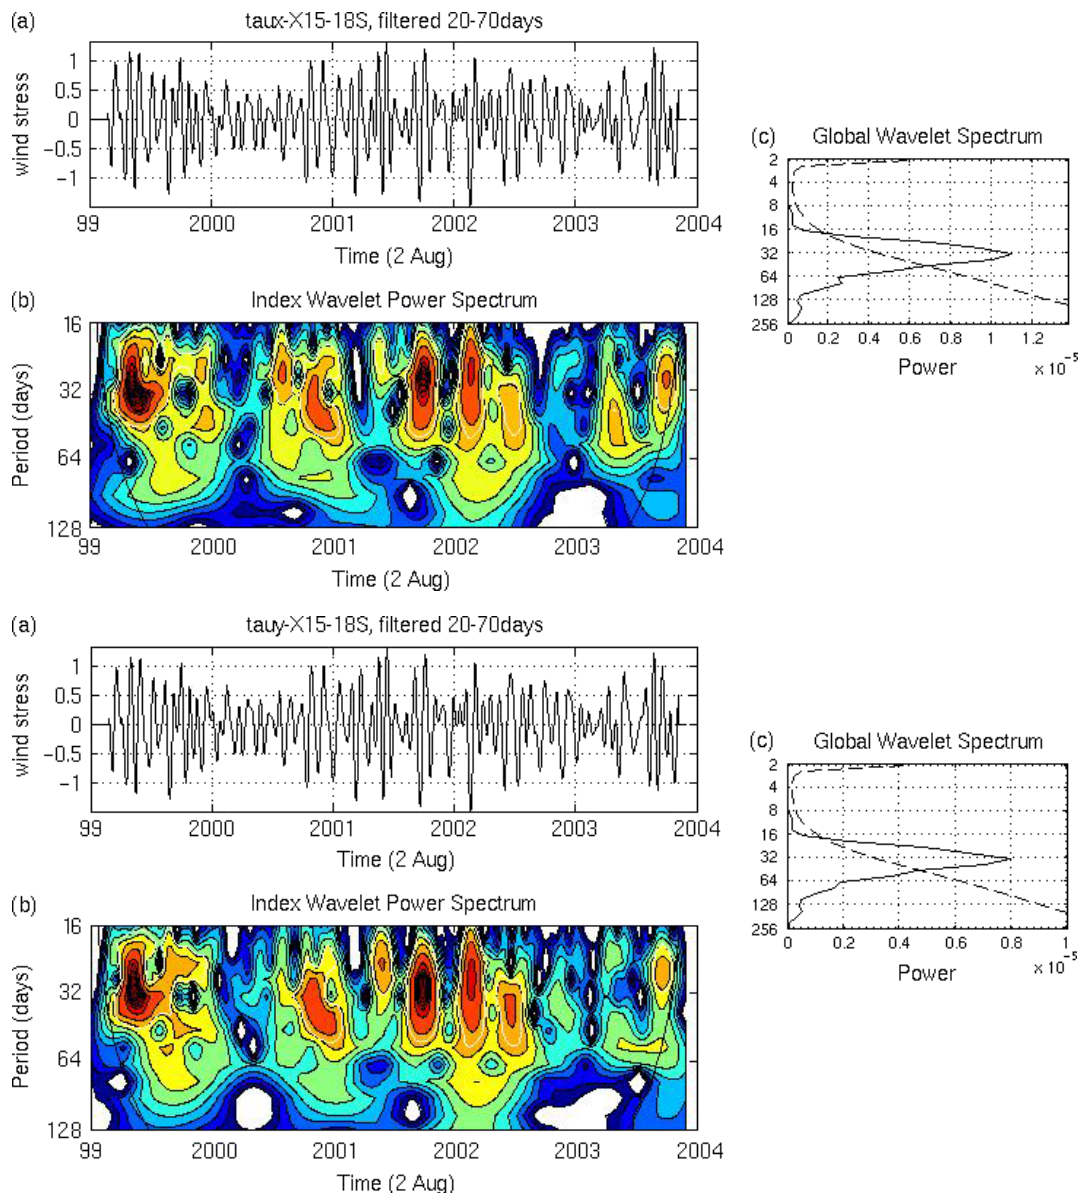 (a)
taux-X15-18S, filtered 20-70days
wind stress
1
0.5
0
−0.5
−1
99 2000 2001 2002 2003 2004
Time (2 Aug)
(b)
Index Wavelet Power Spectrum
Period (days)
16
32
64
128
99 2000 2001 2002 2003 2004
Time (2 Aug)
(c)
Global Wavelet Spectrum
2
4
8
16
32
64
128
256
0 0.2 0.4 0.6 0.8 1 1.2
Power
x 10⁻⁵
(a)
tauy-X15-18S, filtered 20-70days
wind stress
1
0.5
0
−0.5
−1
99 2000 2001 2002 2003 2004
Time (2 Aug)
(b)
Index Wavelet Power Spectrum
Period (days)
16
32
64
128
99 2000 2001 2002 2003 2004
Time (2 Aug)
(c)
Global Wavelet Spectrum
2
4
8
16
32
64
128
256
0 0.2 0.4 0.6 0.8 1
Power
x 10⁻⁵